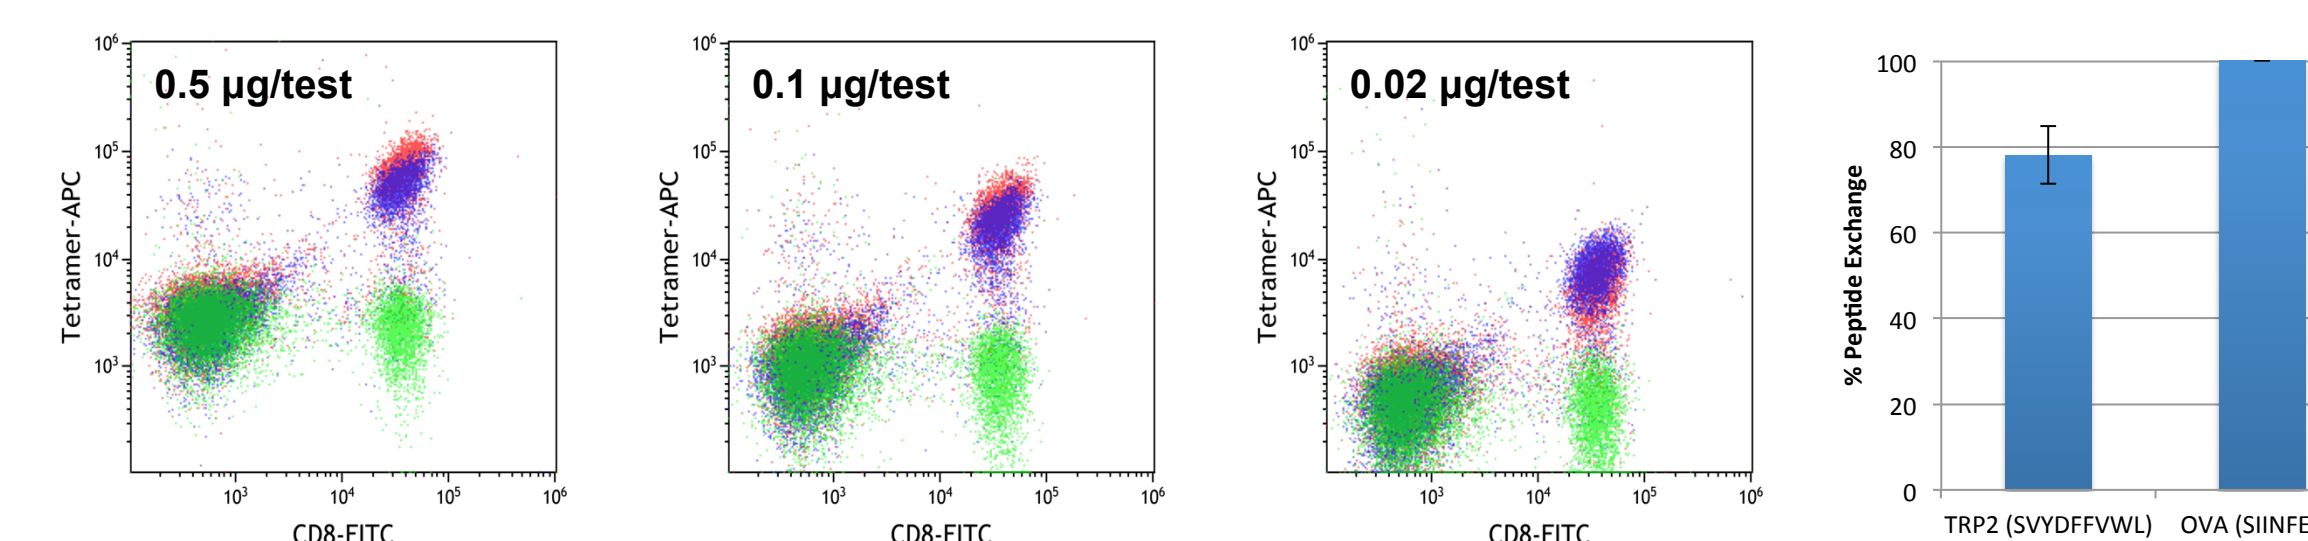 0.5 µg/test
10⁶
10⁵
10⁴
10³
Tetramer-APC
10³ 10⁴ 10⁵ 10⁶
CD8-FITC
0.1 µg/test
10⁶
10⁵
10⁴
10³
Tetramer-APC
10³ 10⁴ 10⁵ 10⁶
CD8-FITC
0.02 µg/test
10⁶
10⁵
10⁴
10³
Tetramer-APC
10³ 10⁴ 10⁵ 10⁶
CD8-FITC
100
80
60
40
20
0
% Peptide Exchange
TRP2 (SVYDFFVWL) OVA (SIINFE